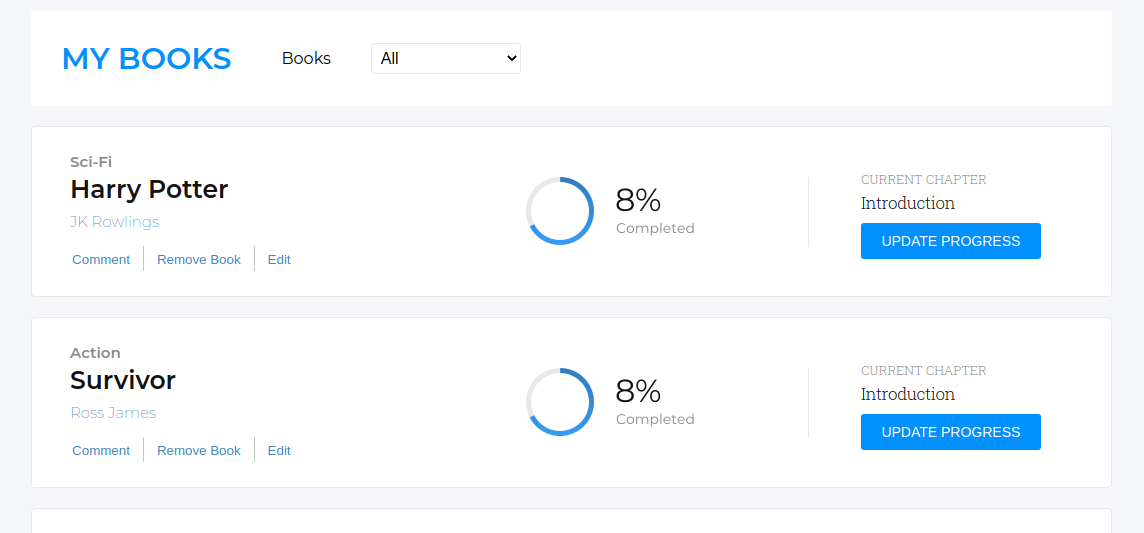 MY BOOKS Books All
Sci-Fi
Harry Potter
JK Rowlings
Comment Remove Book Edit
8%
Completed
CURRENT CHAPTER
Introduction
UPDATE PROGRESS
Action
Survivor
Ross James
Comment Remove Book Edit
8%
Completed
CURRENT CHAPTER
Introduction
UPDATE PROGRESS